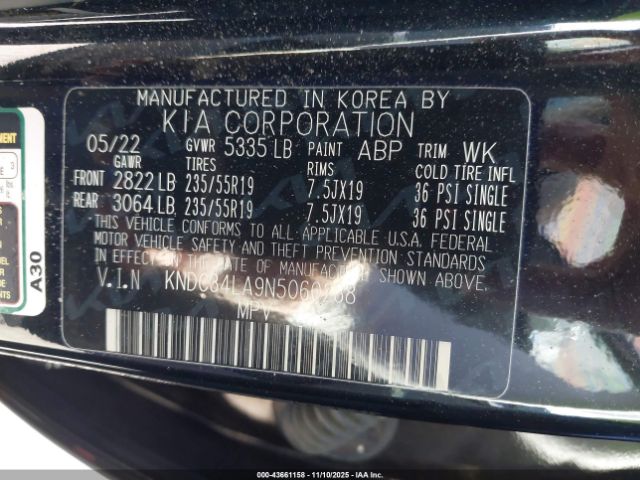 MANUFACTURED IN KOREA BY
KIA CORPORATION
05/22 GVWR 5335 LB PAINT ABP TRIM WK
GAWR TIRES RIMS COLD TIRE INFL
FRONT 2822 LB 235/55R19 7.5JX19 36 PSI SINGLE
REAR 3064 LB 235/55R19 7.5JX19 36 PSI SINGLE
THIS VEHICLE CONFORMS TO ALL APPLICABLE U.S.A. FEDERAL
MOTOR VEHICLE SAFETY AND THEFT PREVENTION STANDARDS
IN EFFECT ON THE DATE OF MANUFACTURE SHOWN ABOVE.
V.I.N
MPV
A30
000-43661158 - 11/10/2025 - IAAI.com - Copyright